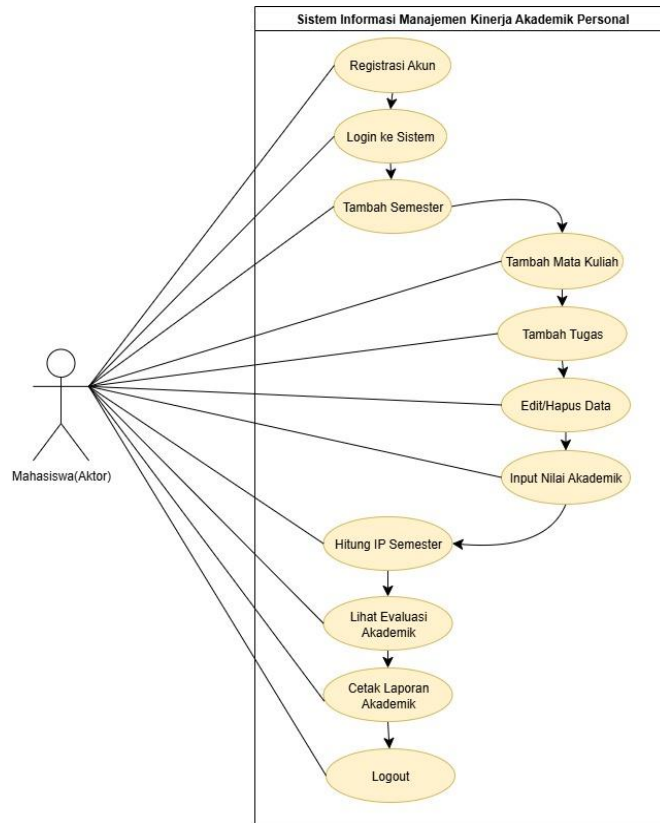 Sistem Informasi Manajemen Kinerja Akademik Personal
Registrasi Akun
Login ke Sistem
Tambah Semester
Tambah Mata Kuliah
Tambah Tugas
Edit/Hapus Data
Mahasiswa(Aktor)
Input Nilai Akademik
Hitung IP Semester
Lihat Evaluasi
Akademik
Cetak Laporan
Akademik
Logout